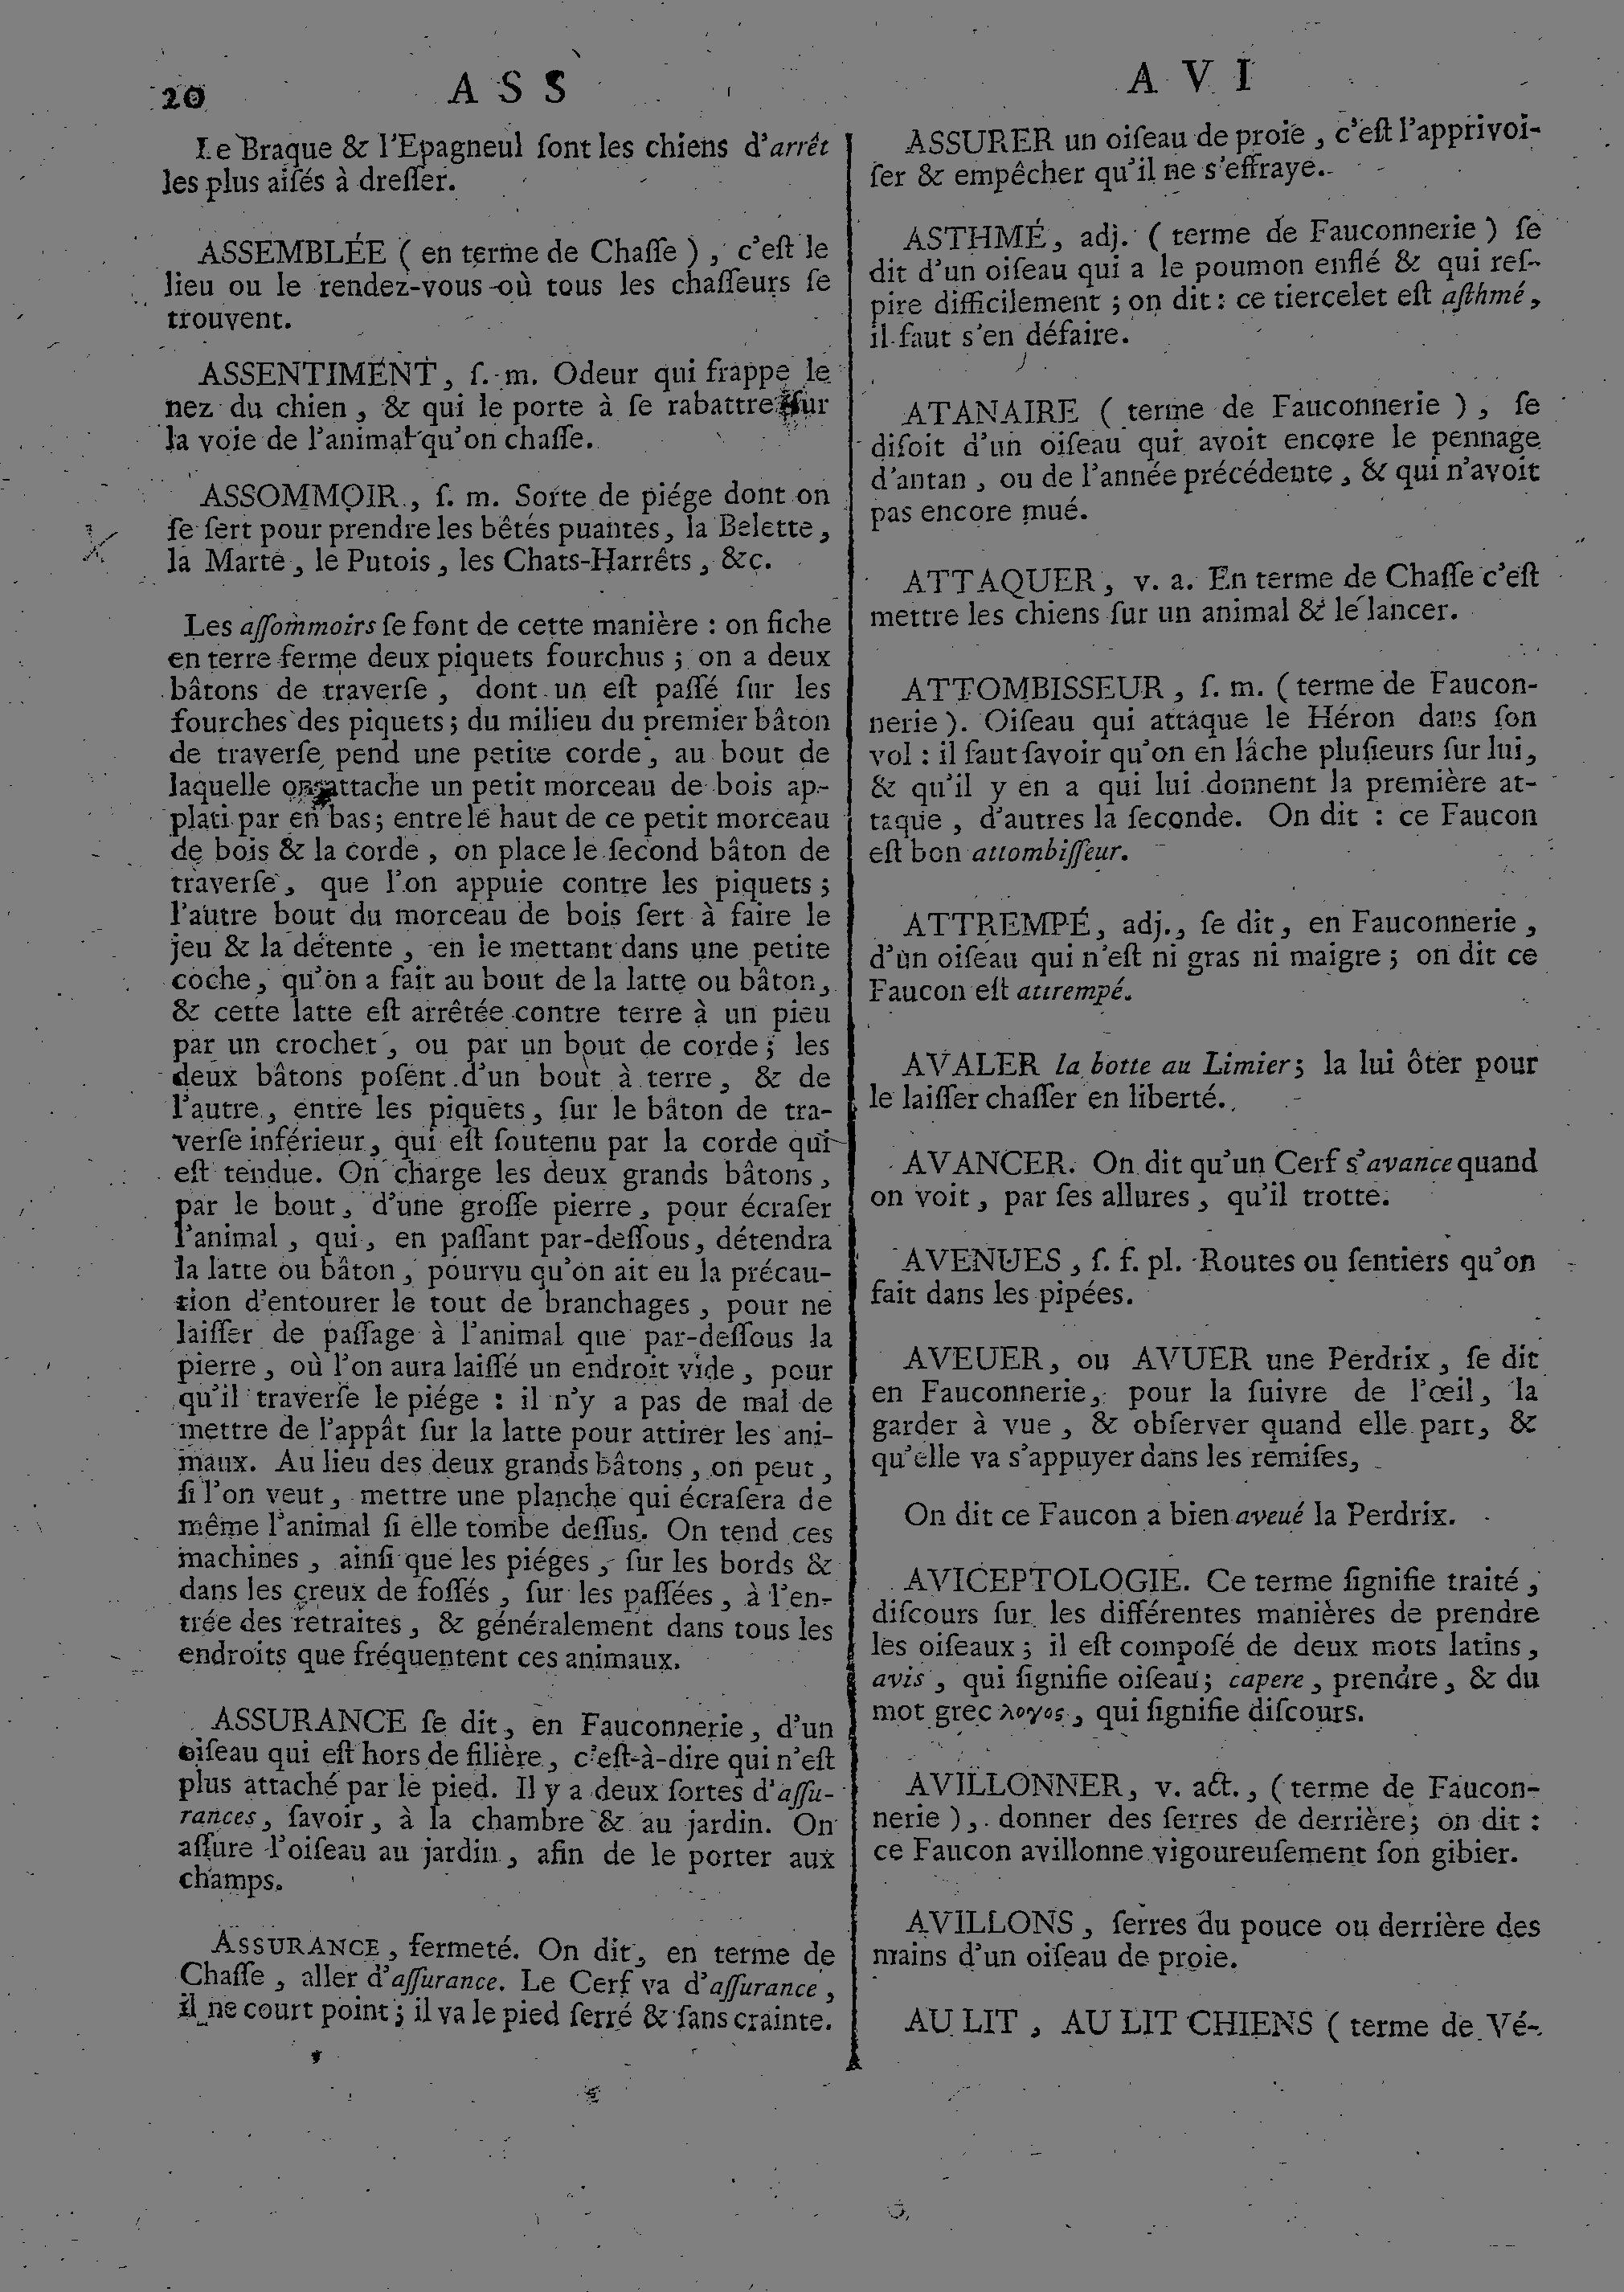 20 ASS
Le Braque & l'Epagneul ſont les chiens d'arrêt
les plus aiſés à dreſſer.
ASSEMBLÉE ( en terme de Chaſſe ), c'eſt le
lieu ou le rendez-vous où tous les chaſſeurs ſe
trouvent.
ASSENTIMENT, ſ. m. Odeur qui frappe le
nez du chien, & qui le porte à ſe rabattre ſur
la voie de l'animal qu'on chaſſe.
ASSOMMOIR, ſ. m. Sorte de piége dont on
ſe ſert pour prendre les bêtes puantes, la Belette,
la Marte, le Putois, les Chats-Harrêts, &c.
Les aſſommoirs ſe font de cette manière : on fiche
en terre ferme deux piquets fourchus ; on a deux
bâtons de traverſe, dont un eſt paſſé ſur les
fourches des piquets ; du milieu du premier bâton
de traverſe pend une petite corde, au bout de
laquelle on attache un petit morceau de bois ap-
plati par en bas ; entre le haut de ce petit morceau
de bois & la corde, on place le ſecond bâton de
traverſe, que l'on appuie contre les piquets ;
l'autre bout du morceau de bois ſert à faire le
jeu & la détente, en le mettant dans une petite
coche, qu'on a fait au bout de la latte ou bâton,
& cette latte eſt arrêtée contre terre à un pieu
par un crochet, ou par un bout de corde ; les
deux bâtons poſent d'un bout à terre, & de
l'autre, entre les piquets, ſur le bâton de tra-
verſe inférieur, qui eſt ſoutenu par la corde qui
eſt tendue. On charge les deux grands bâtons,
par le bout, d'une groſſe pierre, pour écraſer
l'animal, qui, en paſſant par-deſſous, détendra
la latte ou bâton, pourvu qu'on ait eu la précau-
tion d'entourer le tout de branchages, pour ne
laiſſer de paſſage à l'animal que par-deſſous la
pierre, où l'on aura laiſſé un endroit vide, pour
qu'il traverſe le piége : il n'y a pas de mal de
mettre de l'appât ſur la latte pour attirer les ani-
maux. Au lieu des deux grands bâtons, on peut,
ſi l'on veut, mettre une planche qui écraſera de
même l'animal ſi elle tombe deſſus. On tend ces
machines, ainſi que les piéges, ſur les bords &
dans les creux de foſſés, ſur les paſſées, à l'en-
trée des retraites, & généralement dans tous les
endroits que fréquentent ces animaux.
ASSURANCE ſe dit, en Fauconnerie, d'un
oiſeau qui eſt hors de filière, c'eſt-à-dire qui n'eſt
plus attaché par le pied. Il y a deux ſortes d'aſſu-
rances, ſavoir, à la chambre & au jardin. On
aſſure l'oiſeau au jardin, afin de le porter aux
champs.
ASSURANCE, fermeté. On dit, en terme de
Chaſſe, aller d'aſſurance. Le Cerf va d'aſſurance,
il ne court point ; il va le pied ſerré & ſans crainte.
AVI
ASSURER un oiſeau de proie, c'eſt l'apprivoi-
ſer & empêcher qu'il ne s'effraye.
ASTHMÉ, adj. ( terme de Fauconnerie ) ſe
dit d'un oiſeau qui a le poumon enflé & qui reſ-
pire difficilement ; on dit : ce tiercelet eſt aſthmé,
il faut s'en défaire.
ATANAIRE ( terme de Fauconnerie ), ſe
diſoit d'un oiſeau qui avoit encore le pennage
d'antan, ou de l'année précédente, & qui n'avoit
pas encore mué.
ATTAQUER, v. a. En terme de Chaſſe c'eſt
mettre les chiens ſur un animal & le lancer.
ATTOMBISSEUR, ſ. m. ( terme de Faucon-
nerie ). Oiſeau qui attaque le Héron dans ſon
vol : il faut ſavoir qu'on en lâche pluſieurs ſur lui,
& qu'il y en a qui lui donnent la première at-
taque, d'autres la ſeconde. On dit : ce Faucon
eſt bon attombiſſeur.
ATTREMPÉ, adj., ſe dit, en Fauconnerie,
d'un oiſeau qui n'eſt ni gras ni maigre ; on dit ce
Faucon eſt attrempé.
AVALER la botte au Limier ; la lui ôter pour
le laiſſer chaſſer en liberté.
AVANCER. On dit qu'un Cerf s'avance quand
on voit, par ſes allures, qu'il trotte.
AVENUES, ſ. f. pl. Routes ou ſentiers qu'on
fait dans les pipées.
AVEUER, ou AVUER une Perdrix, ſe dit
en Fauconnerie, pour la ſuivre de l'œil, la
garder à vue, & obſerver quand elle part, &
qu'elle va s'appuyer dans les remiſes,
On dit ce Faucon a bien aveué la Perdrix.
AVICEPTOLOGIE. Ce terme ſignifie traité,
diſcours ſur les différentes manières de prendre
les oiſeaux ; il eſt compoſé de deux mots latins,
avis, qui ſignifie oiſeau ; capere, prendre, & du
mot grec λογος, qui ſignifie diſcours.
AVILLONNER, v. act., ( terme de Faucon-
nerie ), donner des ſerres de derrière ; on dit :
ce Faucon avillonne vigoureuſement ſon gibier.
AVILLONS, ſerres du pouce ou derrière des
mains d'un oiſeau de proie.
AU LIT, AU LIT CHIENS ( terme de Vé-